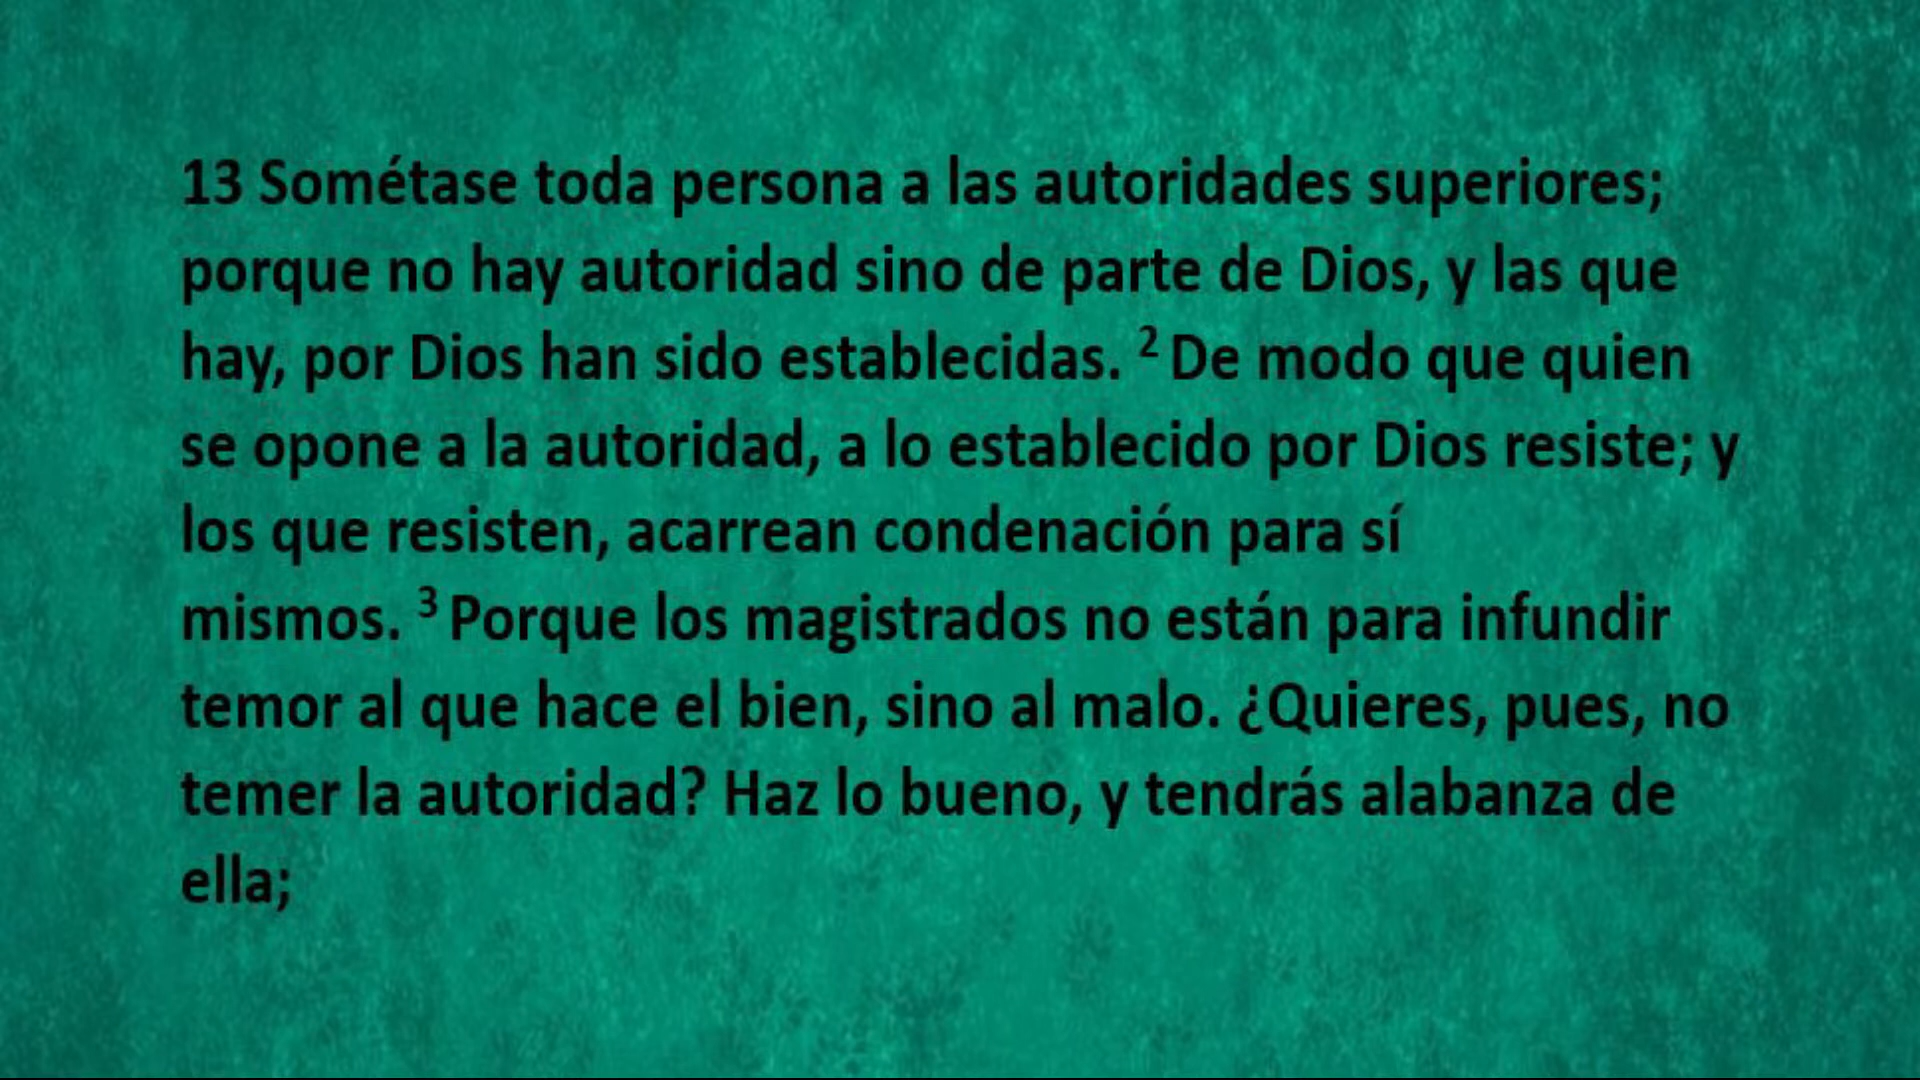 13 Sométase toda persona a las autoridades superiores;
porque no hay autoridad sino de parte de Dios, y las que
hay, por Dios han sido establecidas. ² De modo que quien
se opone a la autoridad, a lo establecido por Dios resiste; y
los que resisten, acarrean condenación para sí
mismos. ³ Porque los magistrados no están para infundir
temor al que hace el bien, sino al malo. ¿Quieres, pues, no
temer la autoridad? Haz lo bueno, y tendrás alabanza de
ella;